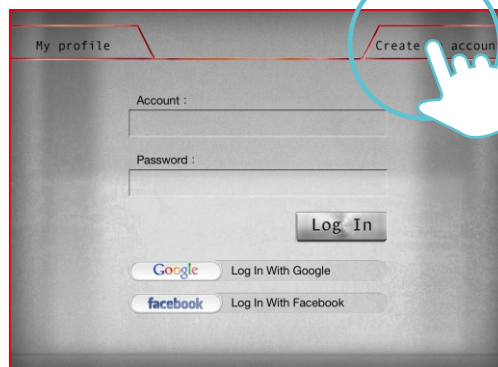 My profile
Create accoun
Account :
Password :
Log In
Google Log In With Google
facebook Log In With Facebook